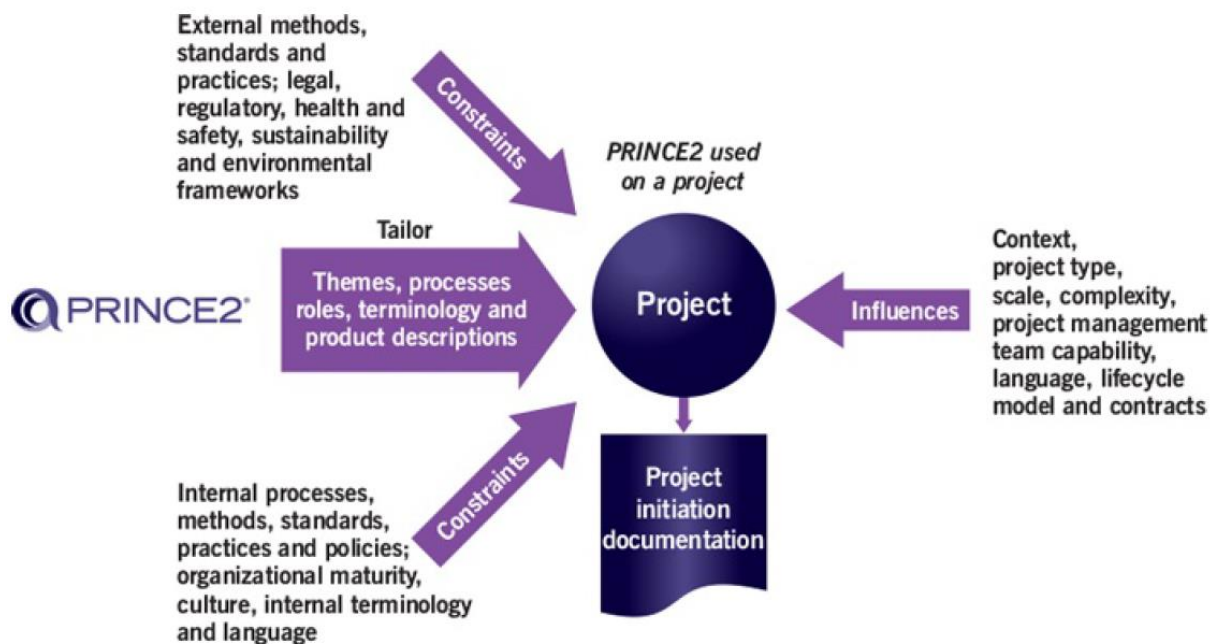 External methods,
standards and
practices; legal,
regulatory, health and
safety, sustainability
and environmental
frameworks
Constraints
PRINCE2 used
on a project
Tailor
PRINCE2®
Themes, processes
roles, terminology and
product descriptions
Project
Influences
Context,
project type,
scale, complexity,
project management
team capability,
language, lifecycle
model and contracts
Constraints
Internal processes,
methods, standards,
practices and policies;
organizational maturity,
culture, internal terminology
and language
Project
initiation
documentation